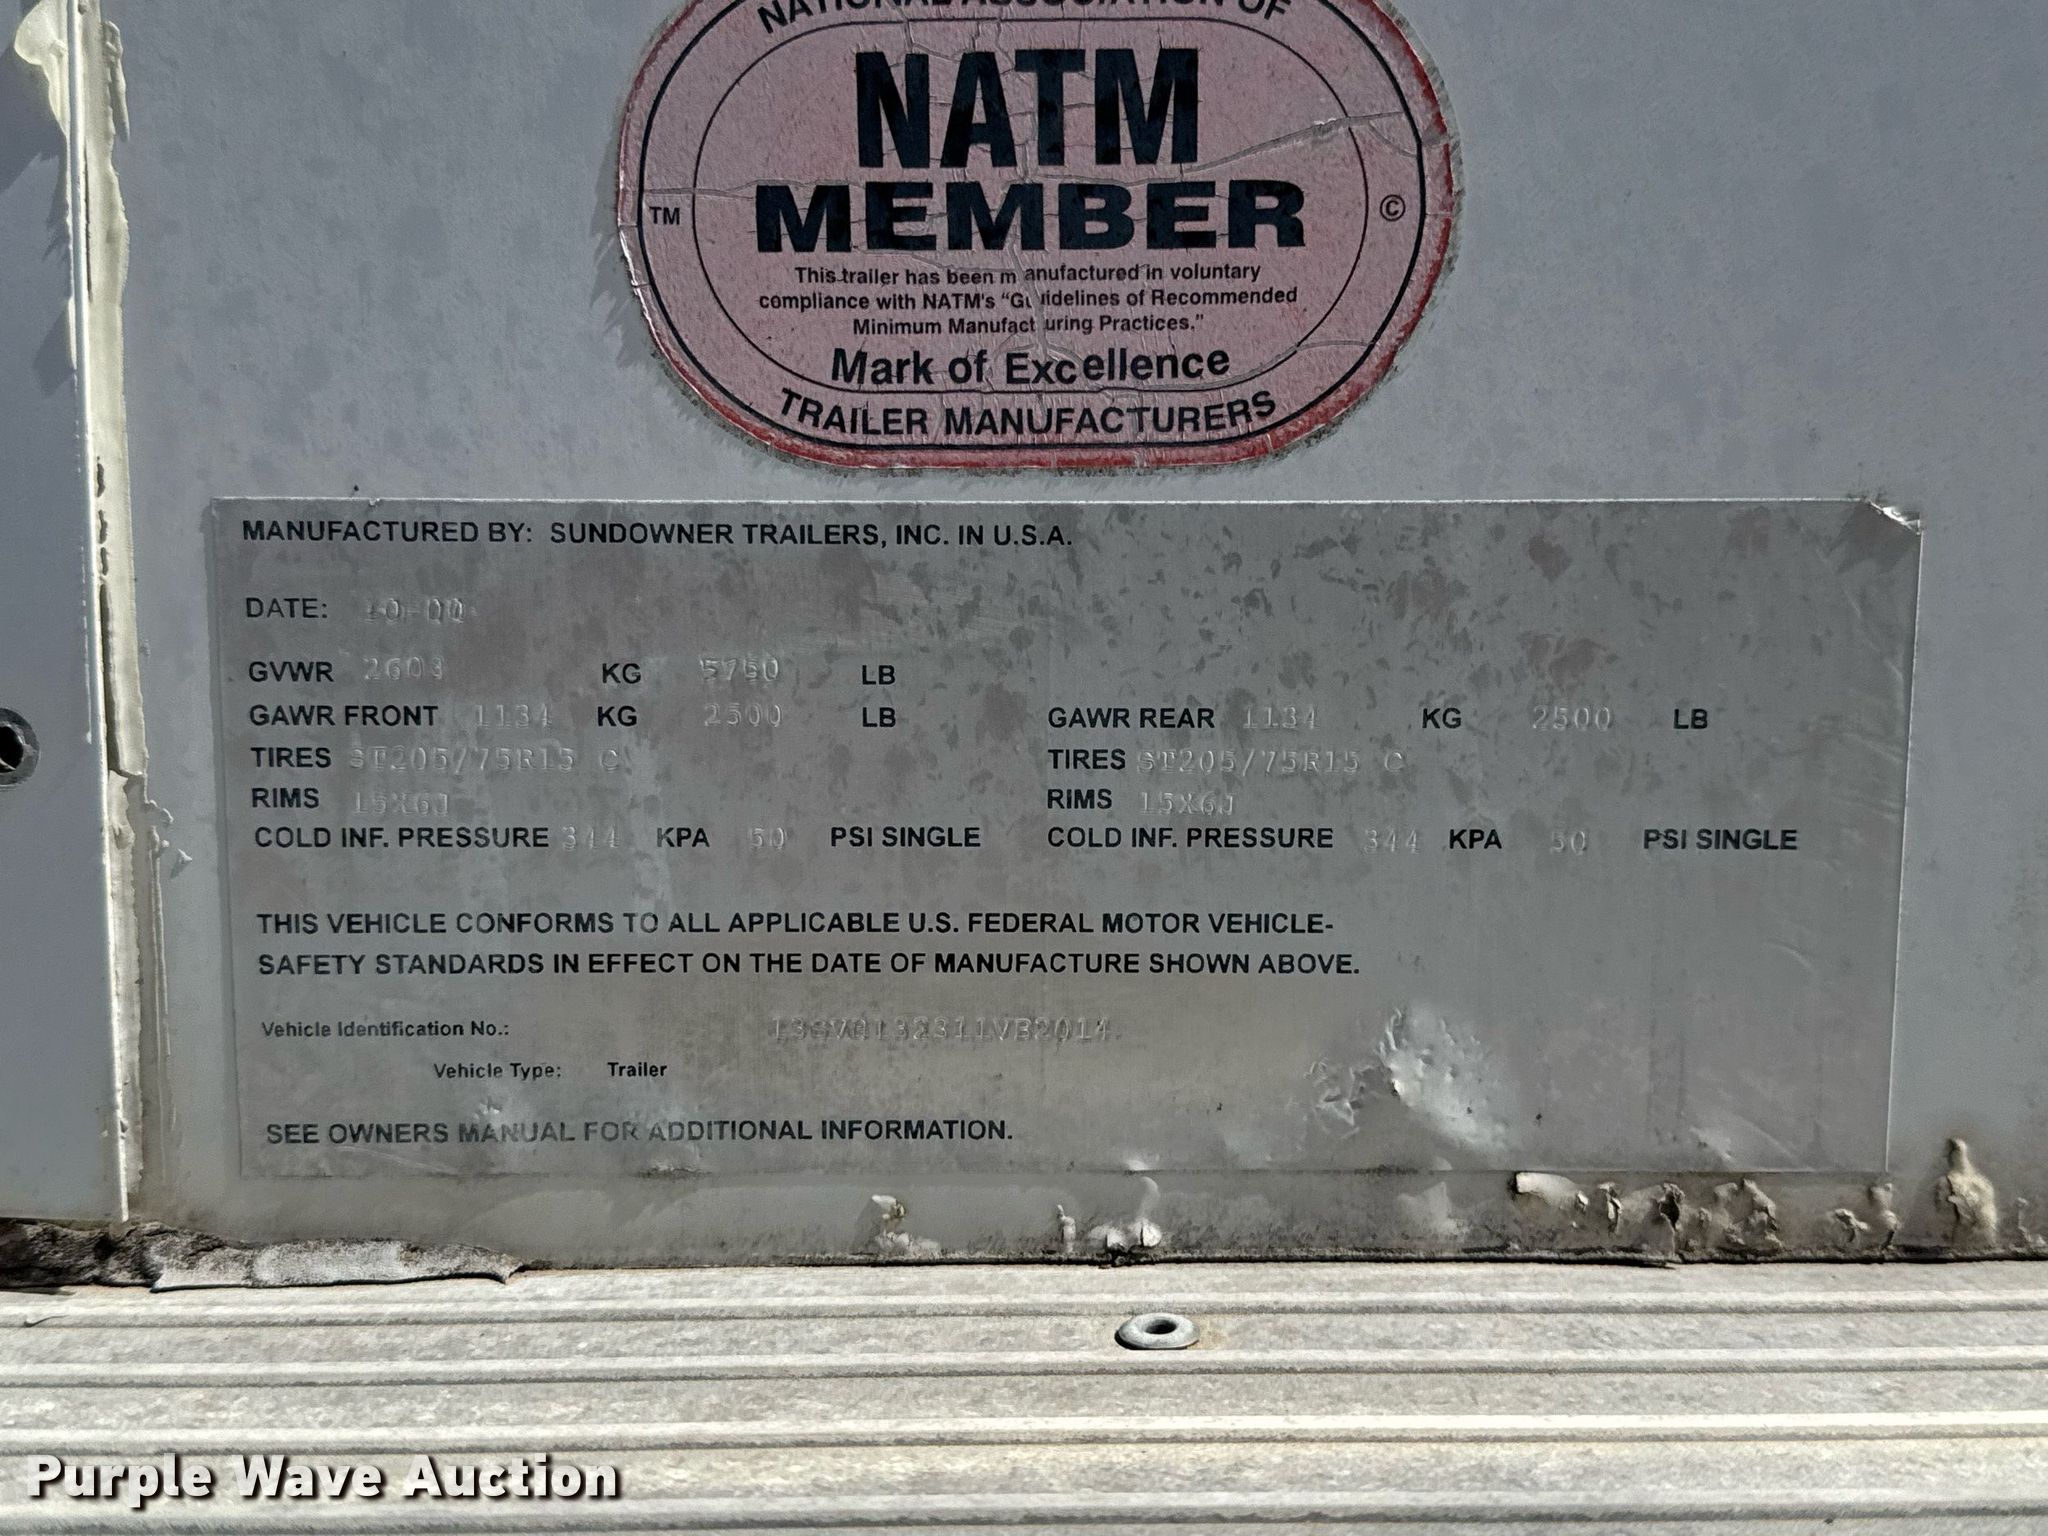 NATIONAL ASSOCIATION OF
NATM
MEMBER
TM ©
This trailer has been manufactured in voluntary
compliance with NATM's "Guidelines of Recommended
Minimum Manufacturing Practices."
Mark of Excellence
TRAILER MANUFACTURERS
MANUFACTURED BY: SUNDOWNER TRAILERS, INC. IN U.S.A.
DATE: 10-00
GVWR 2608 KG 5750 LB
GAWR FRONT 1134 KG 2500 LB GAWR REAR 1134 KG 2500 LB
TIRES ST205/75R15 C TIRES ST205/75R15 C
RIMS 15X6J RIMS 15X6J
COLD INF. PRESSURE 344 KPA 50 PSI SINGLE COLD INF. PRESSURE 344 KPA 50 PSI SINGLE
THIS VEHICLE CONFORMS TO ALL APPLICABLE U.S. FEDERAL MOTOR VEHICLE-
SAFETY STANDARDS IN EFFECT ON THE DATE OF MANUFACTURE SHOWN ABOVE.
Vehicle Identification No.:
Vehicle Type: Trailer
SEE OWNERS MANUAL FOR ADDITIONAL INFORMATION.
Purple Wave Auction